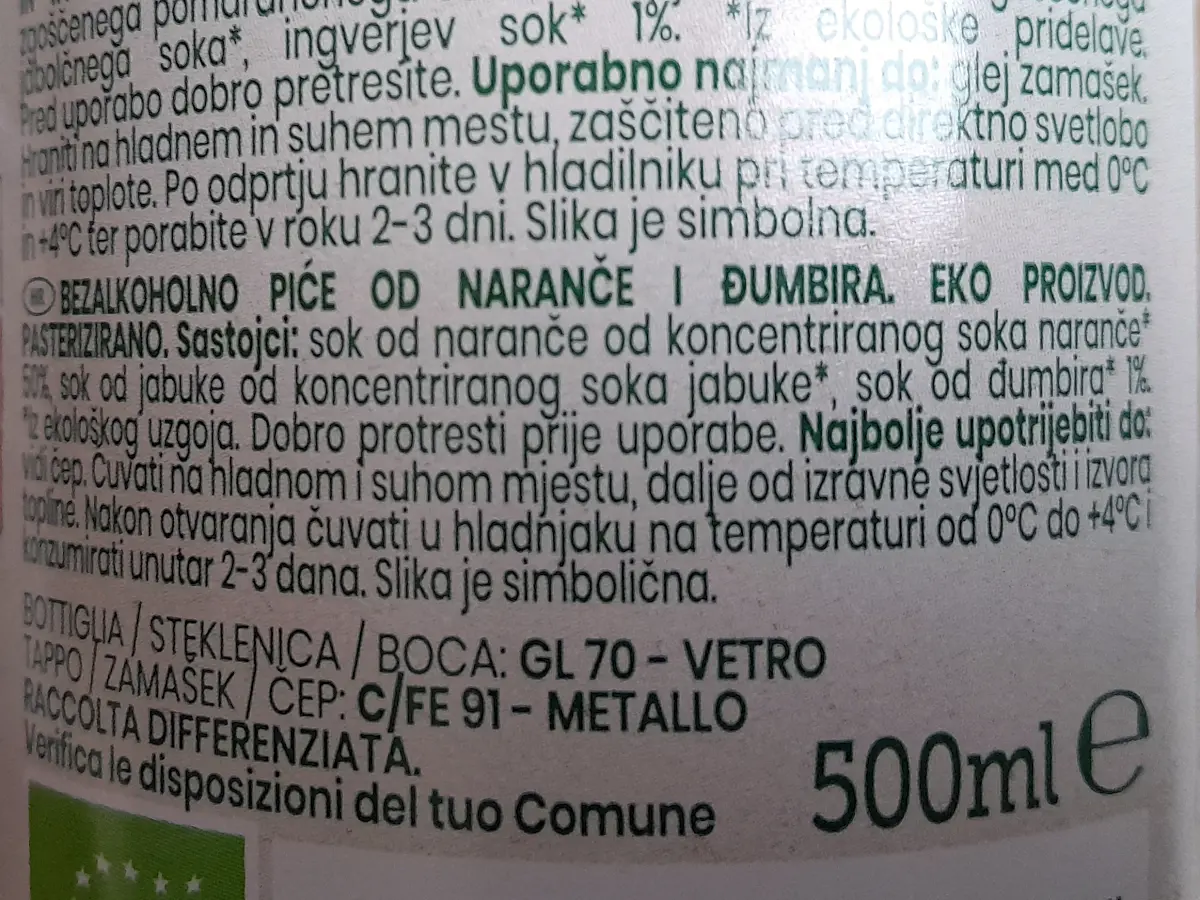 zgoščenega
soka*, ingverjev sok* 1%. *Iz ekološke pridelave.
Pred uporabo dobro pretresite. Uporabno najmanj do: glej zamašek.
Hraniti na hladnem in suhem mestu, zaščiteno pred direktno svetlobo
in viri toplote. Po odprtju hranite v hladilniku pri temperaturi med 0°C
in +4°C ter porabite v roku 2-3 dni. Slika je simbolna.
HR BEZALKOHOLNO PIĆE OD NARANČE I ĐUMBIRA. EKO PROIZVOD.
PASTERIZIRANO. Sastojci: sok od naranče od koncentriranog soka naranče*
50%, sok od jabuke od koncentriranog soka jabuke*, sok od đumbira* 1%.
*Iz ekološkog uzgoja. Dobro protresti prije uporabe. Najbolje upotrijebiti do:
vidi čep. Čuvati na hladnom i suhom mjestu, dalje od izravne svjetlosti i izvora
topline. Nakon otvaranja čuvati u hladnjaku na temperaturi od 0°C do +4°C i
konzumirati unutar 2-3 dana. Slika je simbolična.
BOTTIGLIA / STEKLENICA / BOCA: GL 70 - VETRO
TAPPO / ZAMAŠEK / ČEP: C/FE 91 - METALLO
RACCOLTA DIFFERENZIATA.
Verifica le disposizioni del tuo Comune
500ml e